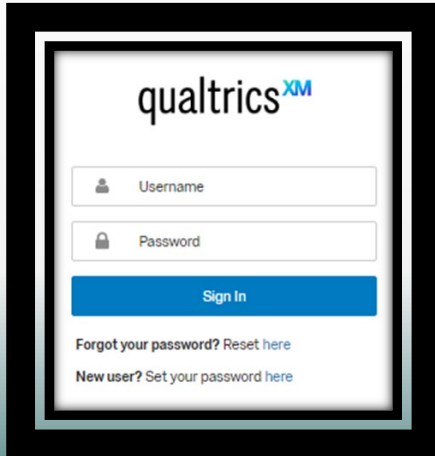 qualtrics XM
Username
Password
Sign In
Forgot your password? Reset here
New user? Set your password here